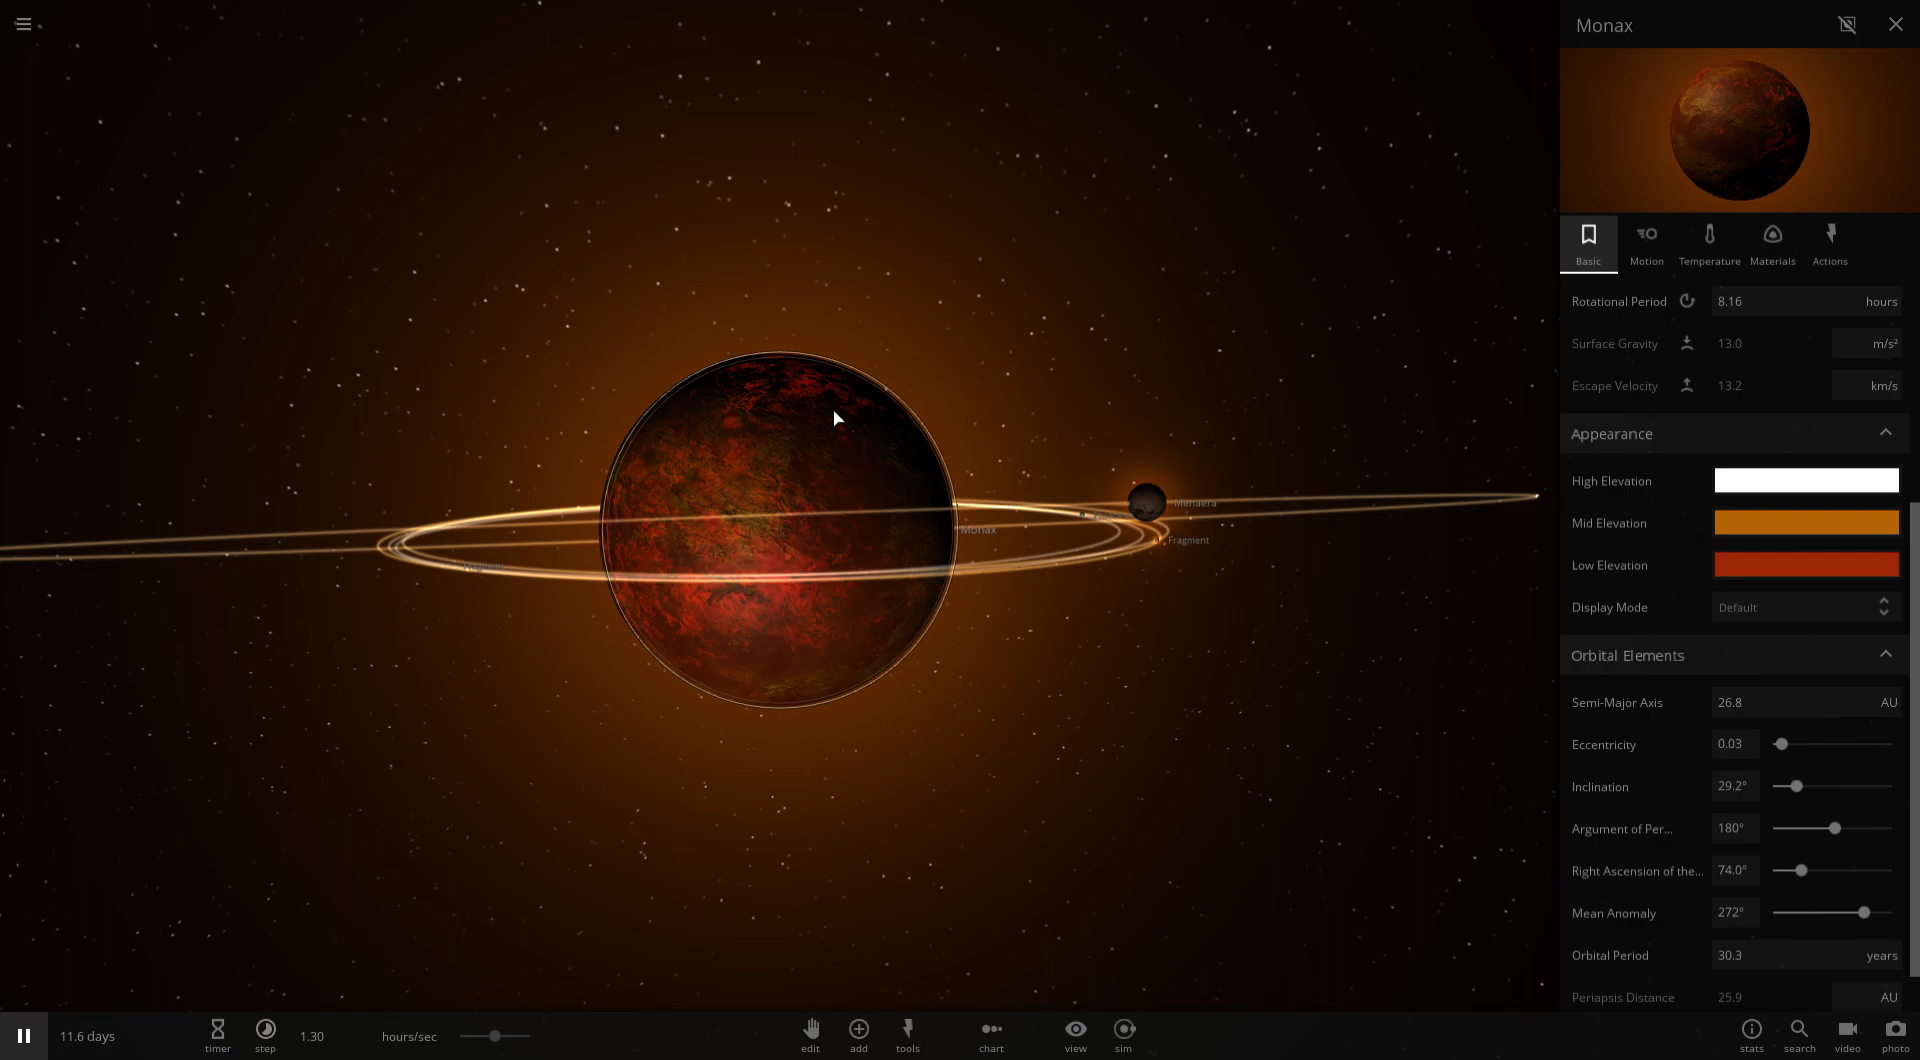 Monax
Basic
Motion
Temperature
Materials
Actions
Rotational Period 8.16 hours
Surface Gravity 13.0 m/s²
Escape Velocity 13.2 km/s
Appearance
High Elevation
Mid Elevation
Low Elevation
Display Mode Default
Orbital Elements
Semi-Major Axis 26.8 AU
Eccentricity 0.03
Inclination 29.2°
Argument of Per... 180°
Right Ascension of the... 74.0°
Mean Anomaly 272°
Orbital Period 30.3 years
Periapsis Distance 25.9 AU
Menaera
Monax
Fragment
Fragment
11.6 days
timer
step
1.30 hours/sec
edit
add
tools
chart
view
sim
stats
search
video
photo